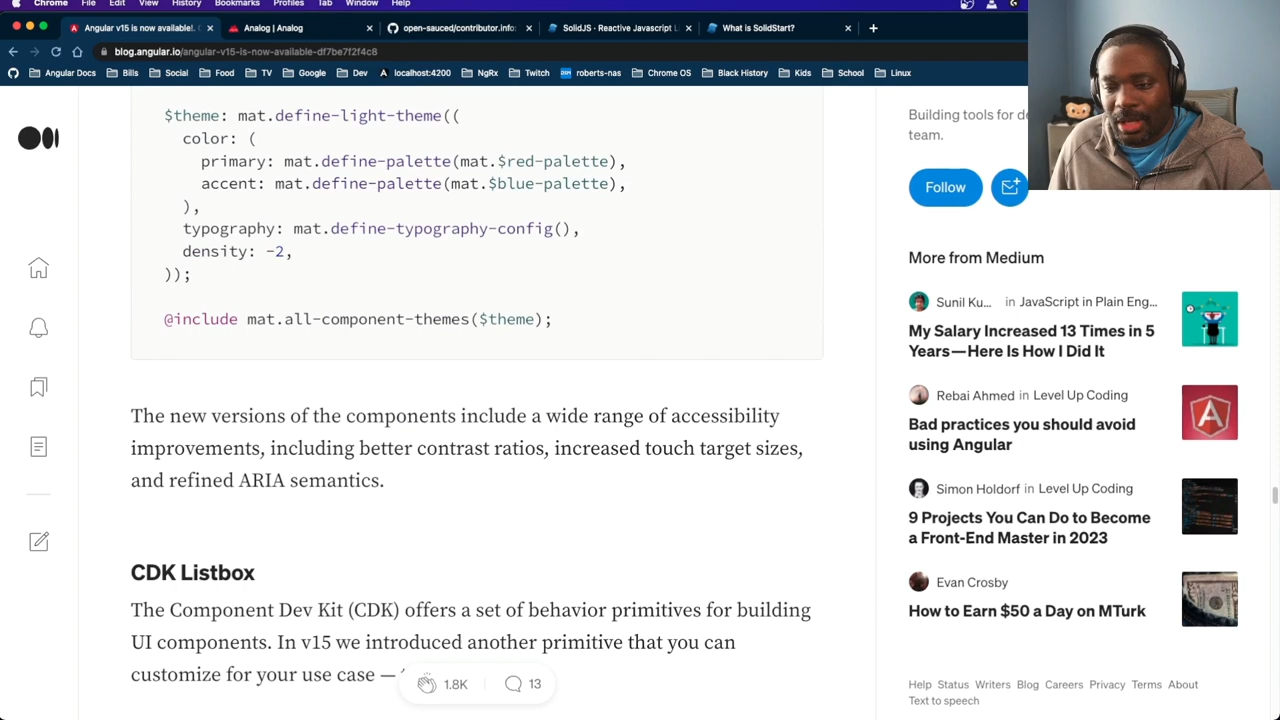 Chrome File Edit View History Bookmarks Profiles Tab Window Help
Angular v15 is now available!. C
Analog | Analog
open-sauced/contributor.info:
SolidJS · Reactive Javascript L
What is SolidStart?
blog.angular.io/angular-v15-is-now-available-df7be7f2f4c8
Angular Docs Bills Social Food TV Google Dev localhost:4200 NgRx Twitch roberts-nas Chrome OS Black History Kids School Linux
$theme: mat.define-light-theme((
color: (
primary: mat.define-palette(mat.$red-palette),
accent: mat.define-palette(mat.$blue-palette),
),
typography: mat.define-typography-config(),
density: -2,
));
@include mat.all-component-themes($theme);
The new versions of the components include a wide range of accessibility
improvements, including better contrast ratios, increased touch target sizes,
and refined ARIA semantics.
CDK Listbox
The Component Dev Kit (CDK) offers a set of behavior primitives for building
UI components. In v15 we introduced another primitive that you can
customize for your use case —
1.8K
13
Building tools for
team.
Follow
More from Medium
Sunil Ku... in JavaScript in Plain Eng...
My Salary Increased 13 Times in 5
Years—Here Is How I Did It
Rebai Ahmed in Level Up Coding
Bad practices you should avoid
using Angular
Simon Holdorf in Level Up Coding
9 Projects You Can Do to Become
a Front-End Master in 2023
Evan Crosby
How to Earn $50 a Day on MTurk
Help Status Writers Blog Careers Privacy Terms About
Text to speech